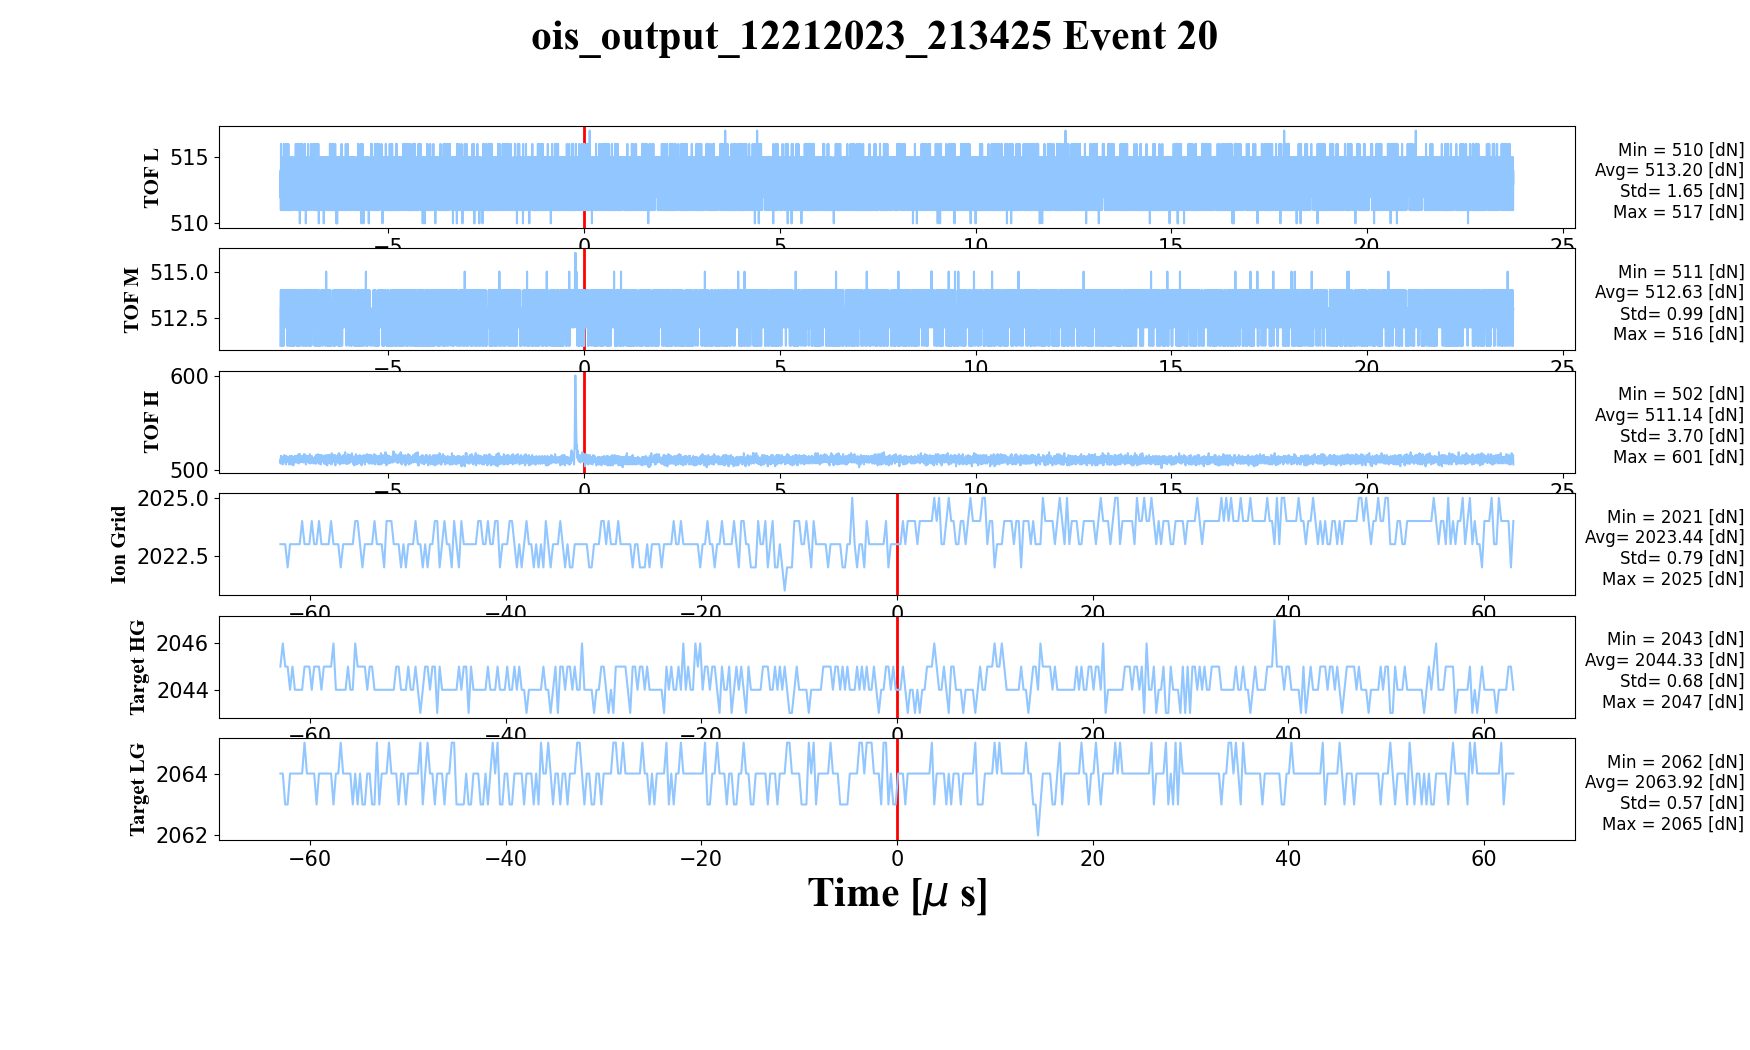 ois_output_12212023_213425 Event 20
TOF L
515
510
−5 0 5 10 15 20 25
Min = 510 [dN]
Avg= 513.20 [dN]
Std= 1.65 [dN]
Max = 517 [dN]
TOF M
515.0
512.5
−5 0 5 10 15 20 25
Min = 511 [dN]
Avg= 512.63 [dN]
Std= 0.99 [dN]
Max = 516 [dN]
TOF H
600
500
−5 0 5 10 15 20 25
Min = 502 [dN]
Avg= 511.14 [dN]
Std= 3.70 [dN]
Max = 601 [dN]
Ion Grid
2025.0
2022.5
−60 −40 −20 0 20 40 60
Min = 2021 [dN]
Avg= 2023.44 [dN]
Std= 0.79 [dN]
Max = 2025 [dN]
Target HG
2046
2044
−60 −40 −20 0 20 40 60
Min = 2043 [dN]
Avg= 2044.33 [dN]
Std= 0.68 [dN]
Max = 2047 [dN]
Target LG
2064
2062
−60 −40 −20 0 20 40 60
Min = 2062 [dN]
Avg= 2063.92 [dN]
Std= 0.57 [dN]
Max = 2065 [dN]
Time [μ s]